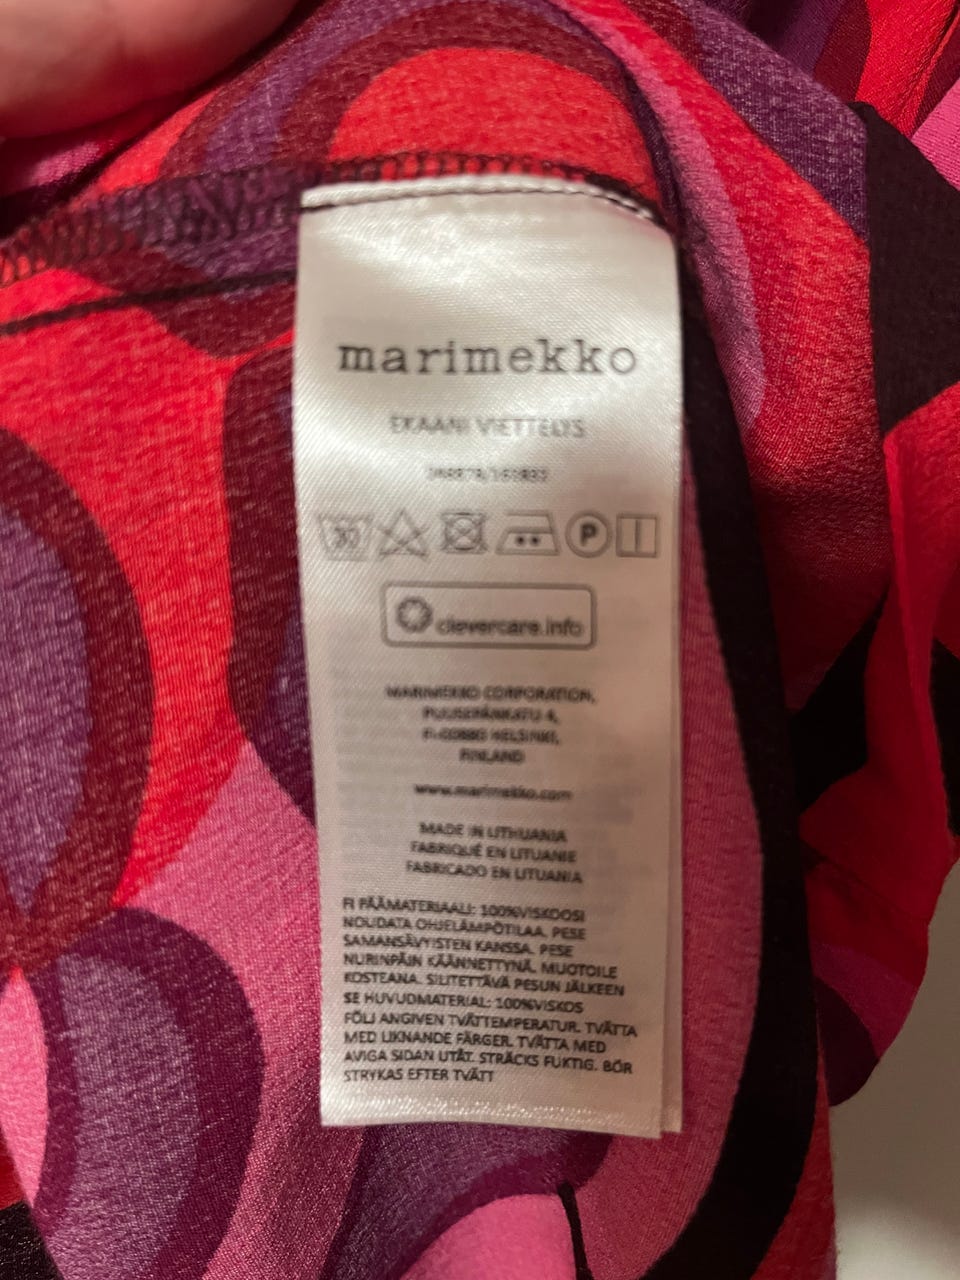 marimekko
EKAANI VIETTELYS
30
P
clevercare.info
MARIMEKKO CORPORATION,
PUUSEPÄNKATU 4,
FI-00880 HELSINKI,
FINLAND
www.marimekko.com
MADE IN LITHUANIA
FABRIQUÉ EN LITUANIE
FABRICADO EN LITUANIA
FI PÄÄMATERIAALI: 100%VISKOOSI
NOUDATA OHJELÄMPÖTILAA. PESE
SAMANSÄVYISTEN KANSSA. PESE
NURINPÄIN KÄÄNNETTYNÄ. MUOTOILE
KOSTEANA. SILITETTÄVÄ PESUN JÄLKEEN
SE HUVUDMATERIAL: 100%VISKOS
FÖLJ ANGIVEN TVÄTTEMPERATUR. TVÄTTA
MED LIKNANDE FÄRGER. TVÄTTA MED
AVIGA SIDAN UTÅT. STRÄCKS FUKTIG. BÖR
STRYKAS EFTER TVÄTT